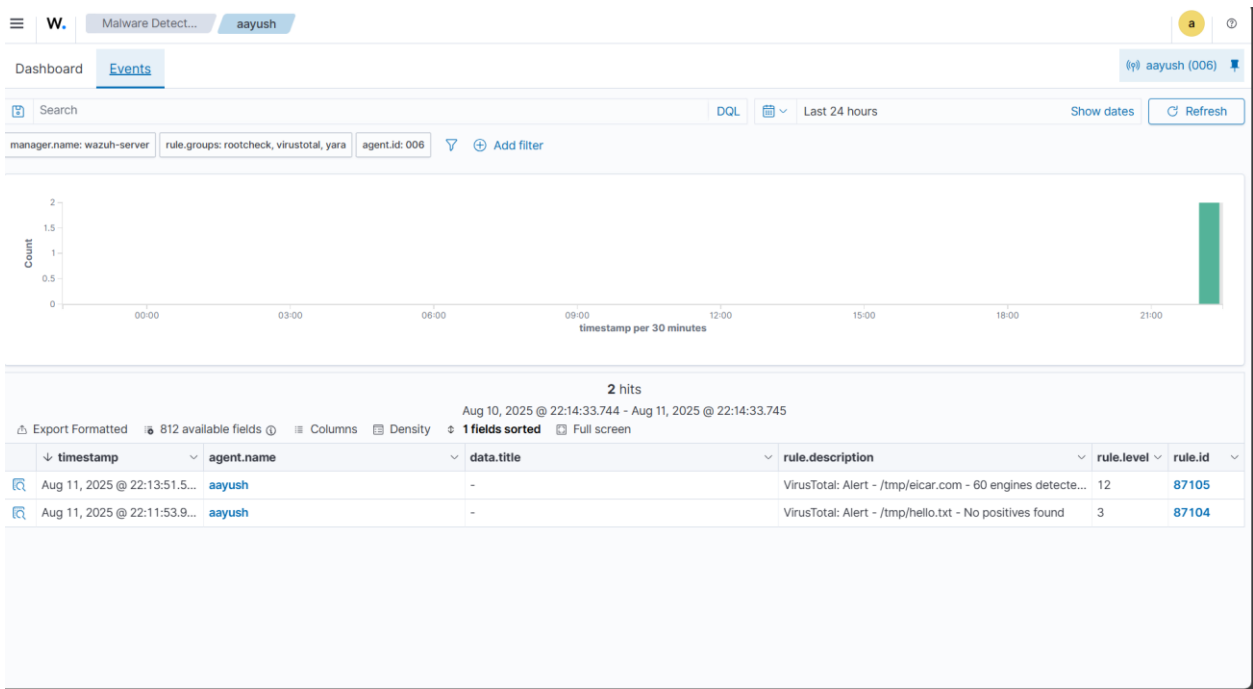 W. Malware Detect... aayush a
Dashboard Events aayush (006)
Search DQL Last 24 hours Show dates Refresh
manager.name: wazuh-server rule.groups: rootcheck, virustotal, yara agent.id: 006 Add filter
2
1.5
1
0.5
0
Count
00:00 03:00 06:00 09:00 12:00 15:00 18:00 21:00
timestamp per 30 minutes
2 hits
Aug 10, 2025 @ 22:14:33.744 - Aug 11, 2025 @ 22:14:33.745
Export Formatted 812 available fields Columns Density 1 fields sorted Full screen
timestamp agent.name data.title rule.description rule.level rule.id
Aug 11, 2025 @ 22:13:51.5... aayush - VirusTotal: Alert - /tmp/eicar.com - 60 engines detecte... 12 87105
Aug 11, 2025 @ 22:11:53.9... aayush - VirusTotal: Alert - /tmp/hello.txt - No positives found 3 87104